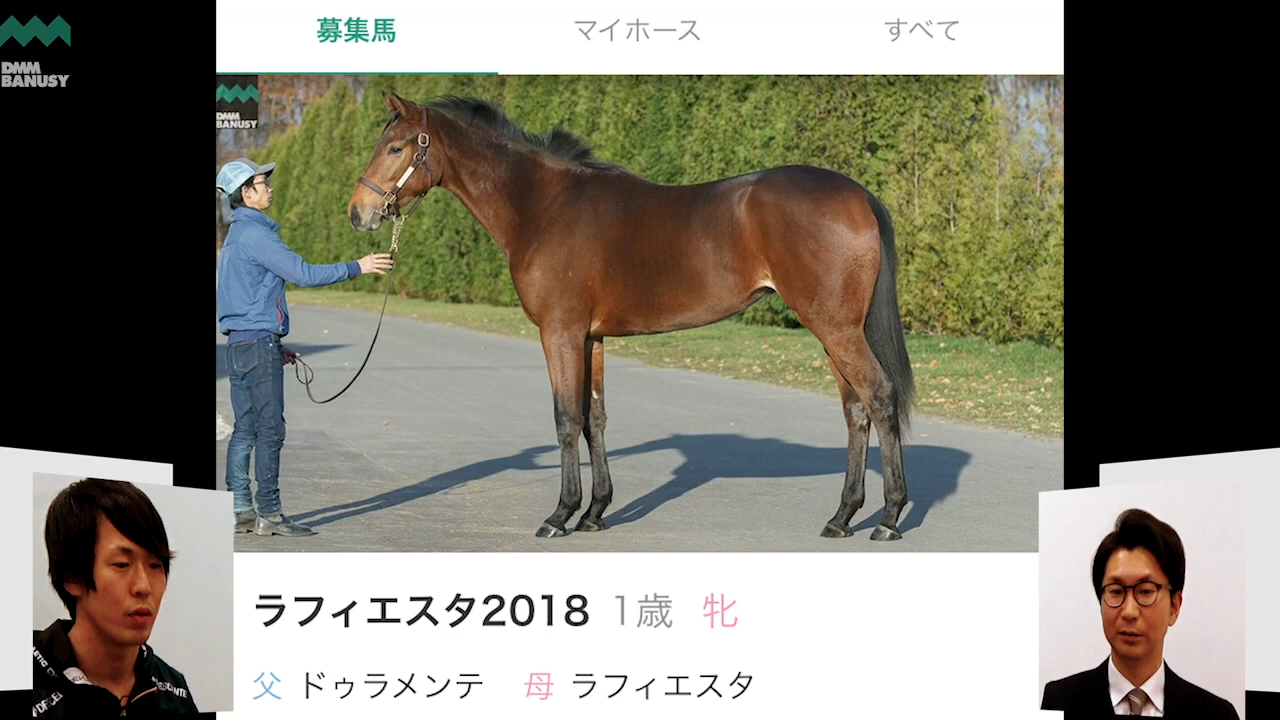 DMM
BANUSY
募集馬 マイホース すべて
DMM
BANUSY
ラフィエスタ2018 1歳 牝
父 ドゥラメンテ 母 ラフィエスタ